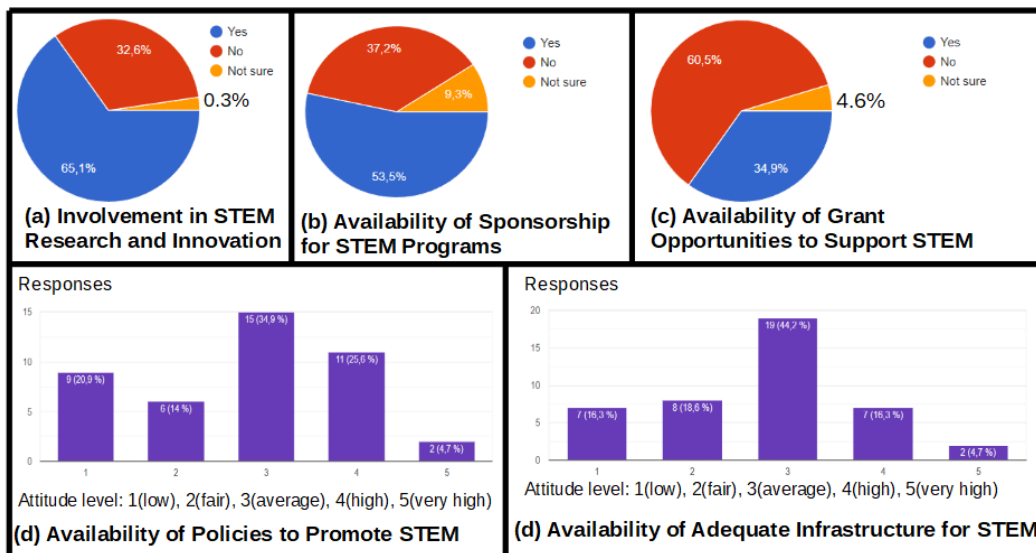 Yes
No
Not sure
32,6%
0.3%
65,1%
(a) Involvement in STEM
Research and Innovation
Yes
No
Not sure
37,2%
9,3%
53,5%
(b) Availability of Sponsorship
for STEM Programs
Yes
No
Not sure
60,5%
4.6%
34,9%
(c) Availability of Grant
Opportunities to Support STEM
Responses
15
10
5
0
9 (20,9 %)
6 (14 %)
15 (34,9 %)
11 (25,6 %)
2 (4,7 %)
1 2 3 4 5
Attitude level: 1(low), 2(fair), 3(average), 4(high), 5(very high)
(d) Availability of Policies to Promote STEM
Responses
20
15
10
5
0
7 (16,3 %)
8 (18,6 %)
19 (44,2 %)
7 (16,3 %)
2 (4,7 %)
1 2 3 4 5
Attitude level: 1(low), 2(fair), 3(average), 4(high), 5(very high)
(d) Availability of Adequate Infrastructure for STEM